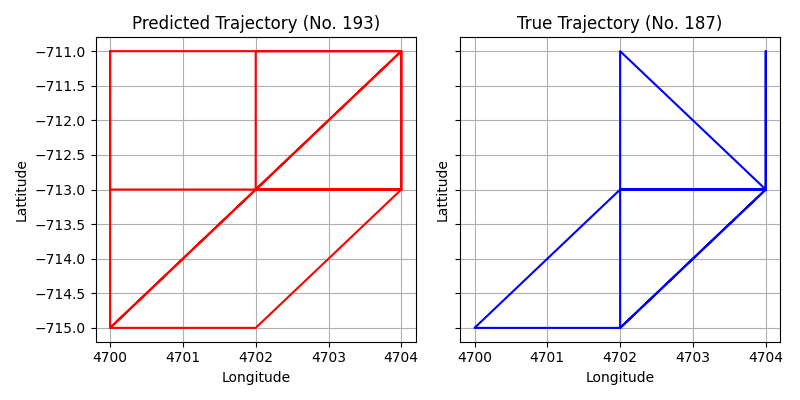 Predicted Trajectory (No. 193)
True Trajectory (No. 187)
−711.0
−711.5
−712.0
−712.5
−713.0
−713.5
−714.0
−714.5
−715.0
Lattitude
Lattitude
4700 4701 4702 4703 4704
4700 4701 4702 4703 4704
Longitude
Longitude